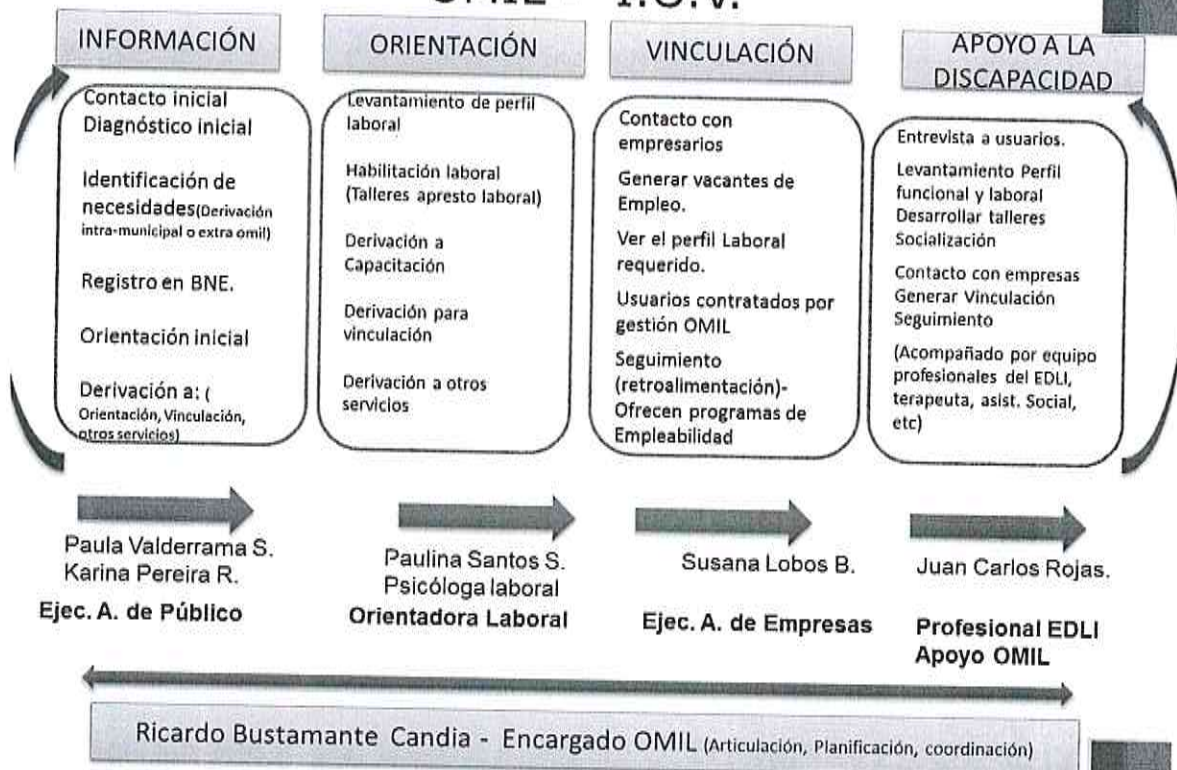 OMIL - I.O.V.
INFORMACIÓN
Contacto inicial
Diagnóstico inicial
Identificación de
necesidades(Derivación
intra-municipal o extra omil)
Registro en BNE.
Orientación inicial
Derivación a: (
Orientación, Vinculación,
otros servicios)
Paula Valderrama S.
Karina Pereira R.
Ejec. A. de Público
ORIENTACIÓN
Levantamiento de perfil
laboral
Habilitación laboral
(Talleres apresto laboral)
Derivación a
Capacitación
Derivación para
vinculación
Derivación a otros
servicios
Paulina Santos S.
Psicóloga laboral
Orientadora Laboral
VINCULACIÓN
Contacto con
empresarios
Generar vacantes de
Empleo.
Ver el perfil Laboral
requerido.
Usuarios contratados por
gestión OMIL
Seguimiento
(retroalimentación)-
Ofrecen programas de
Empleabilidad
Susana Lobos B.
Ejec. A. de Empresas
APOYO A LA
DISCAPACIDAD
Entrevista a usuarios.
Levantamiento Perfil
funcional y laboral
Desarrollar talleres
Socialización
Contacto con empresas
Generar Vinculación
Seguimiento
(Acompañado por equipo
profesionales del EDLI,
terapeuta, asist. Social,
etc)
Juan Carlos Rojas.
Profesional EDLI
Apoyo OMIL
Ricardo Bustamante Candia - Encargado OMIL (Articulación, Planificación, coordinación)